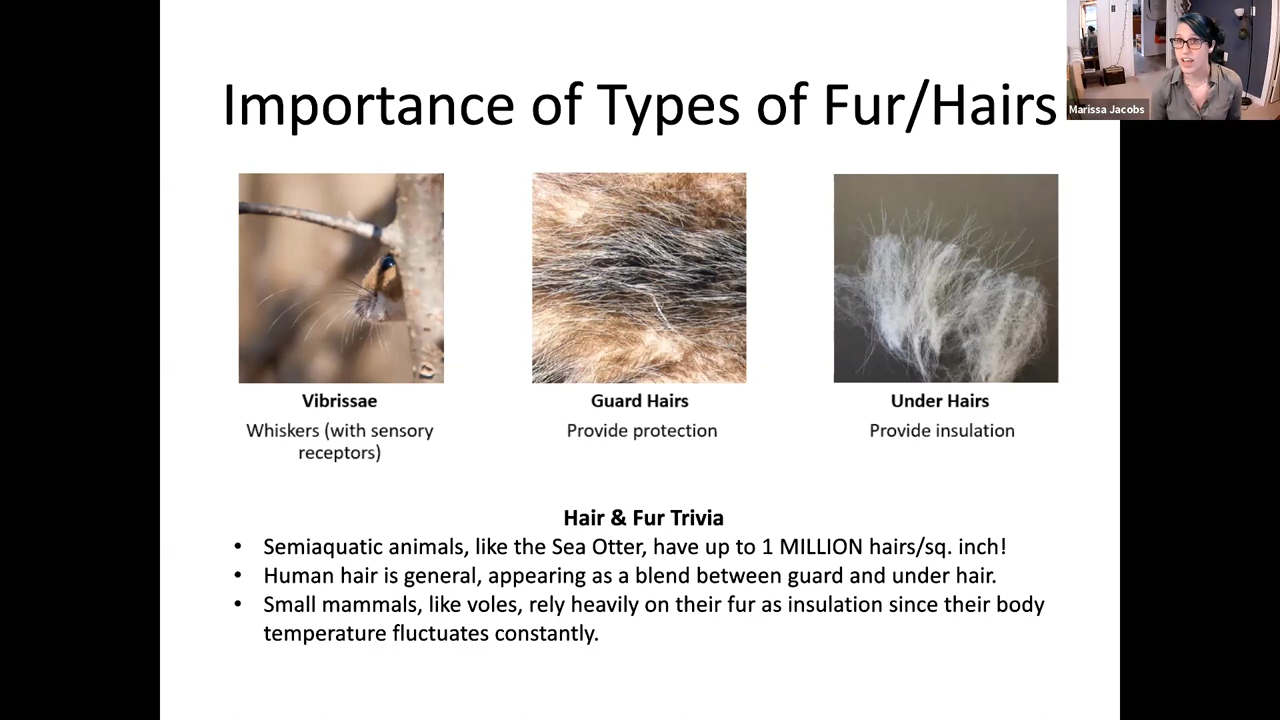 Importance of Types of Fur/Hairs
Marissa Jacobs
Vibrissae
Whiskers (with sensory
receptors)
Guard Hairs
Provide protection
Under Hairs
Provide insulation
Hair & Fur Trivia
• Semiaquatic animals, like the Sea Otter, have up to 1 MILLION hairs/sq. inch!
• Human hair is general, appearing as a blend between guard and under hair.
• Small mammals, like voles, rely heavily on their fur as insulation since their body
temperature fluctuates constantly.